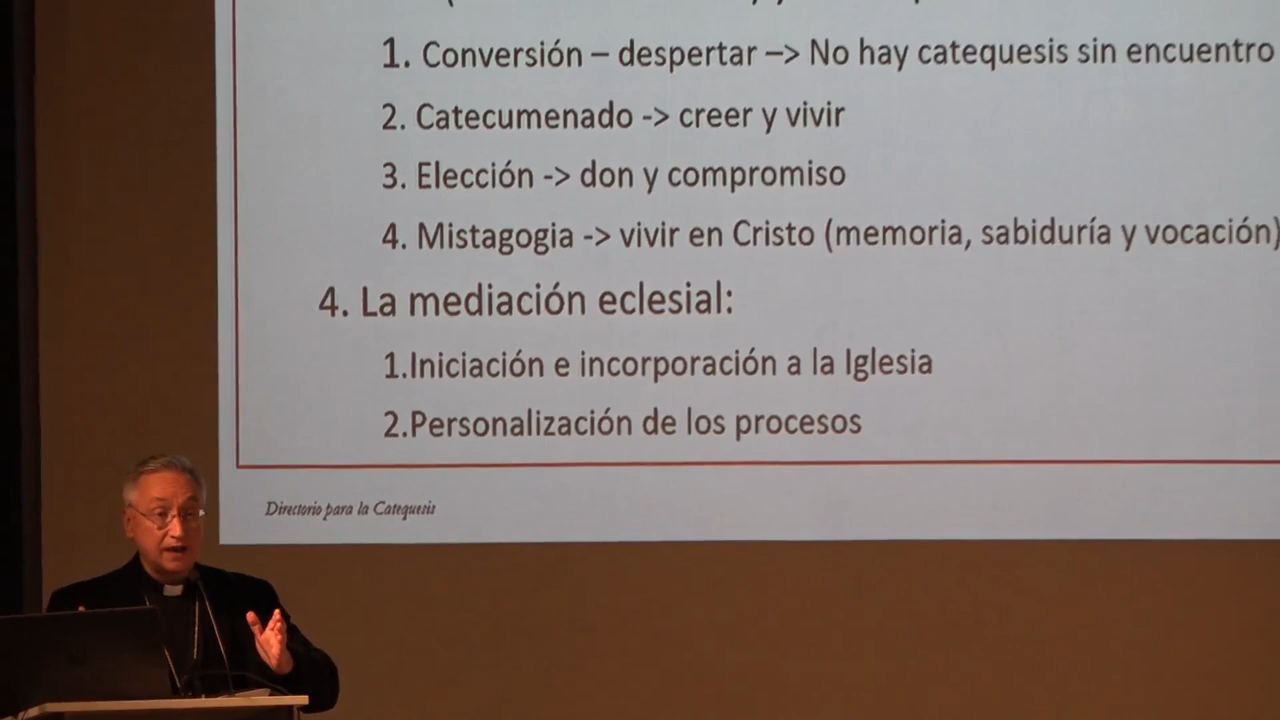 1. Conversión – despertar –> No hay catequesis sin encuentro
2. Catecumenado -> creer y vivir
3. Elección -> don y compromiso
4. Mistagogia -> vivir en Cristo (memoria, sabiduría y vocación)
4. La mediación eclesial:
1.Iniciación e incorporación a la Iglesia
2.Personalización de los procesos
Directorio para la Catequesis